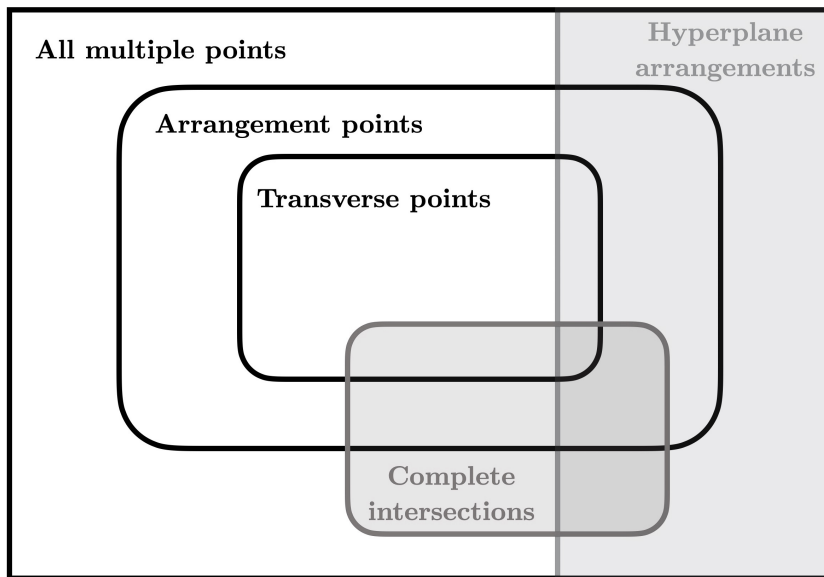 Hyperplane
arrangements
All multiple points
Arrangement points
Transverse points
Complete
intersections